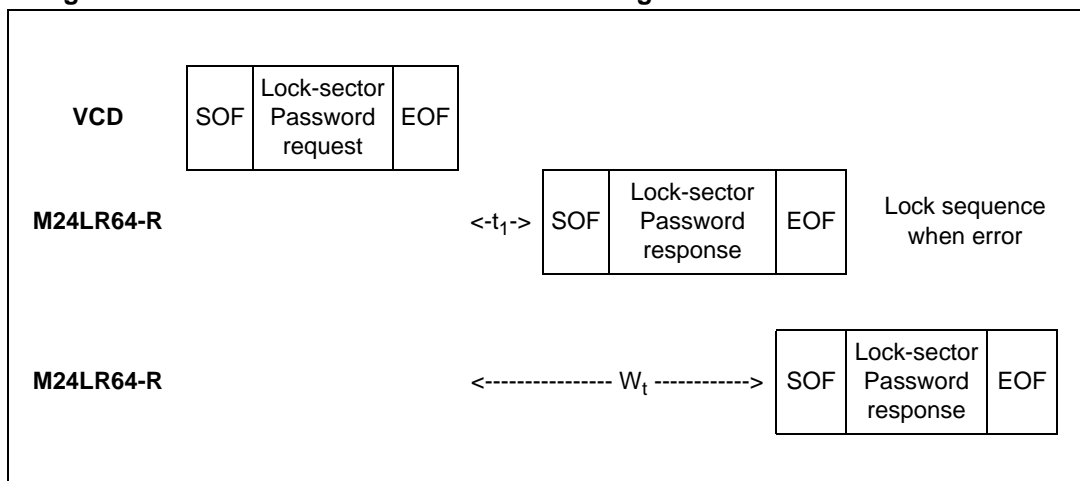 VCD SOF Lock-sector Password request EOF
M24LR64-R <-t1-> SOF Lock-sector Password response EOF Lock sequence when error
M24LR64-R <---------------- Wt ------------> SOF Lock-sector Password response EOF